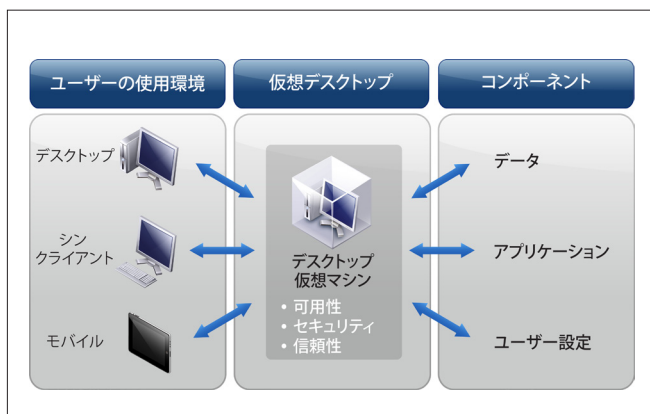 ユーザーの使用環境
仮想デスクトップ
コンポーネント
デスクトップ
シン
クライアント
モバイル
デスクトップ
仮想マシン
• 可用性
• セキュリティ
• 信頼性
データ
アプリケーション
ユーザー設定